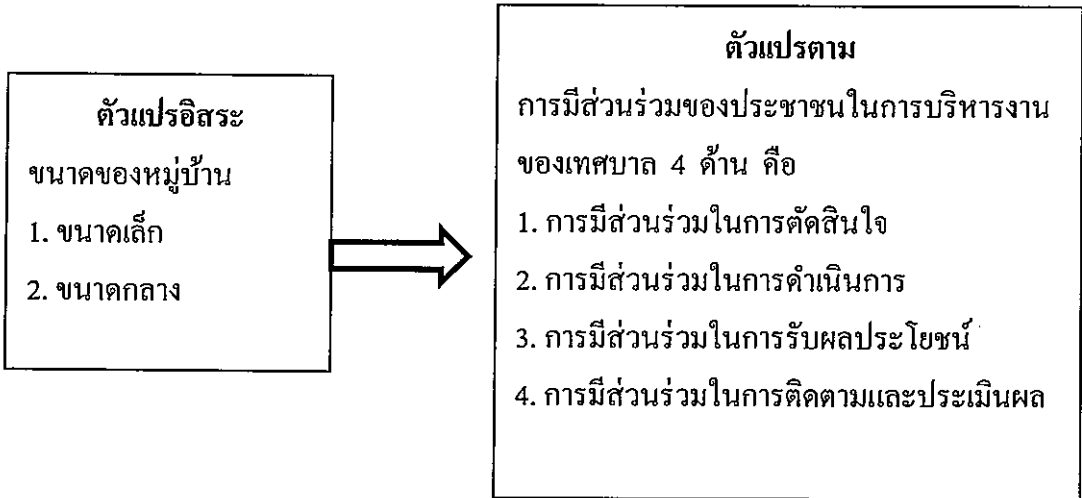 ตัวแปรอิสระ
ขนาดของหมู่บ้าน
1. ขนาดเล็ก
2. ขนาดกลาง
ตัวแปรตาม
การมีส่วนร่วมของประชาชนในการบริหารงาน
ของเทศบาล 4 ด้าน คือ
1. การมีส่วนร่วมในการตัดสินใจ
2. การมีส่วนร่วมในการดำเนินการ
3. การมีส่วนร่วมในการรับผลประโยชน์
4. การมีส่วนร่วมในการติดตามและประเมินผล